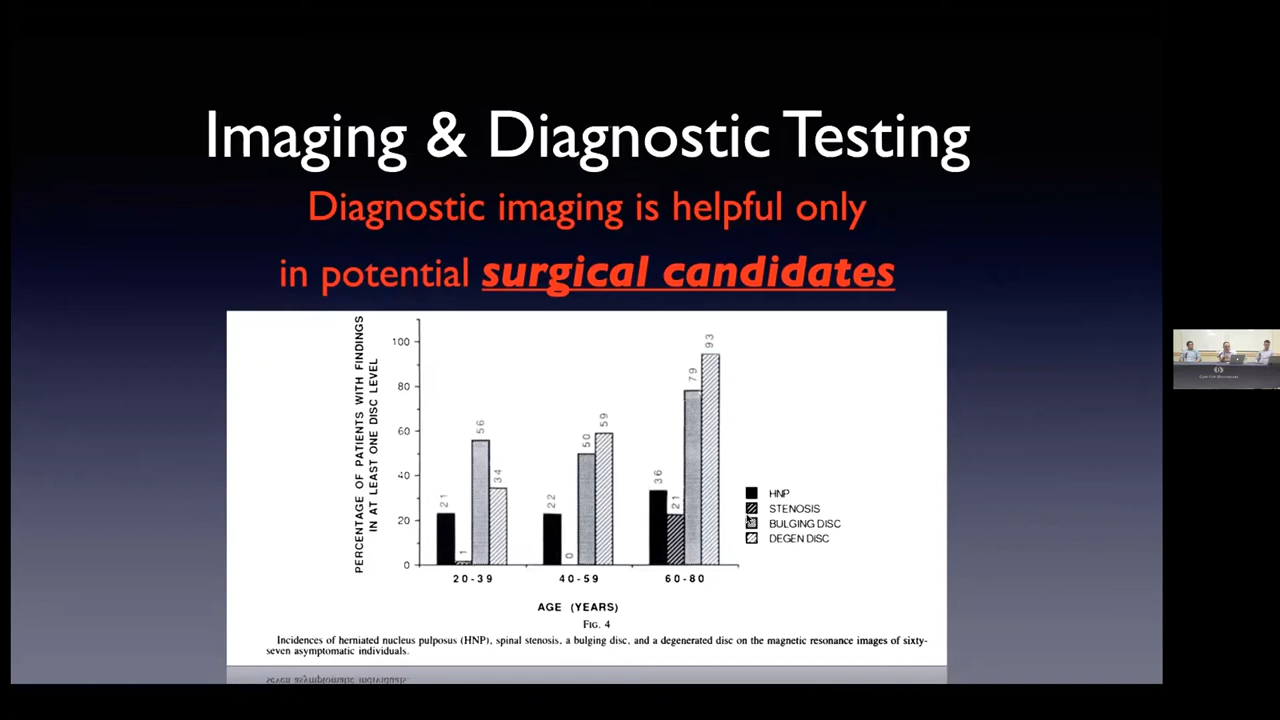 Imaging & Diagnostic Testing
Diagnostic imaging is helpful only
in potential surgical candidates
PERCENTAGE OF PATIENTS WITH FINDINGS
IN AT LEAST ONE DISC LEVEL
100
80
60
40
20
0
21
1
56
34
22
0
50
59
36
21
79
93
HNP
STENOSIS
BULGING DISC
DEGEN DISC
20-39
40-59
60-80
AGE (YEARS)
FIG. 4
Incidences of herniated nucleus pulposus (HNP), spinal stenosis, a bulging disc, and a degenerated disc on the magnetic resonance images of sixty-
seven asymptomatic individuals.